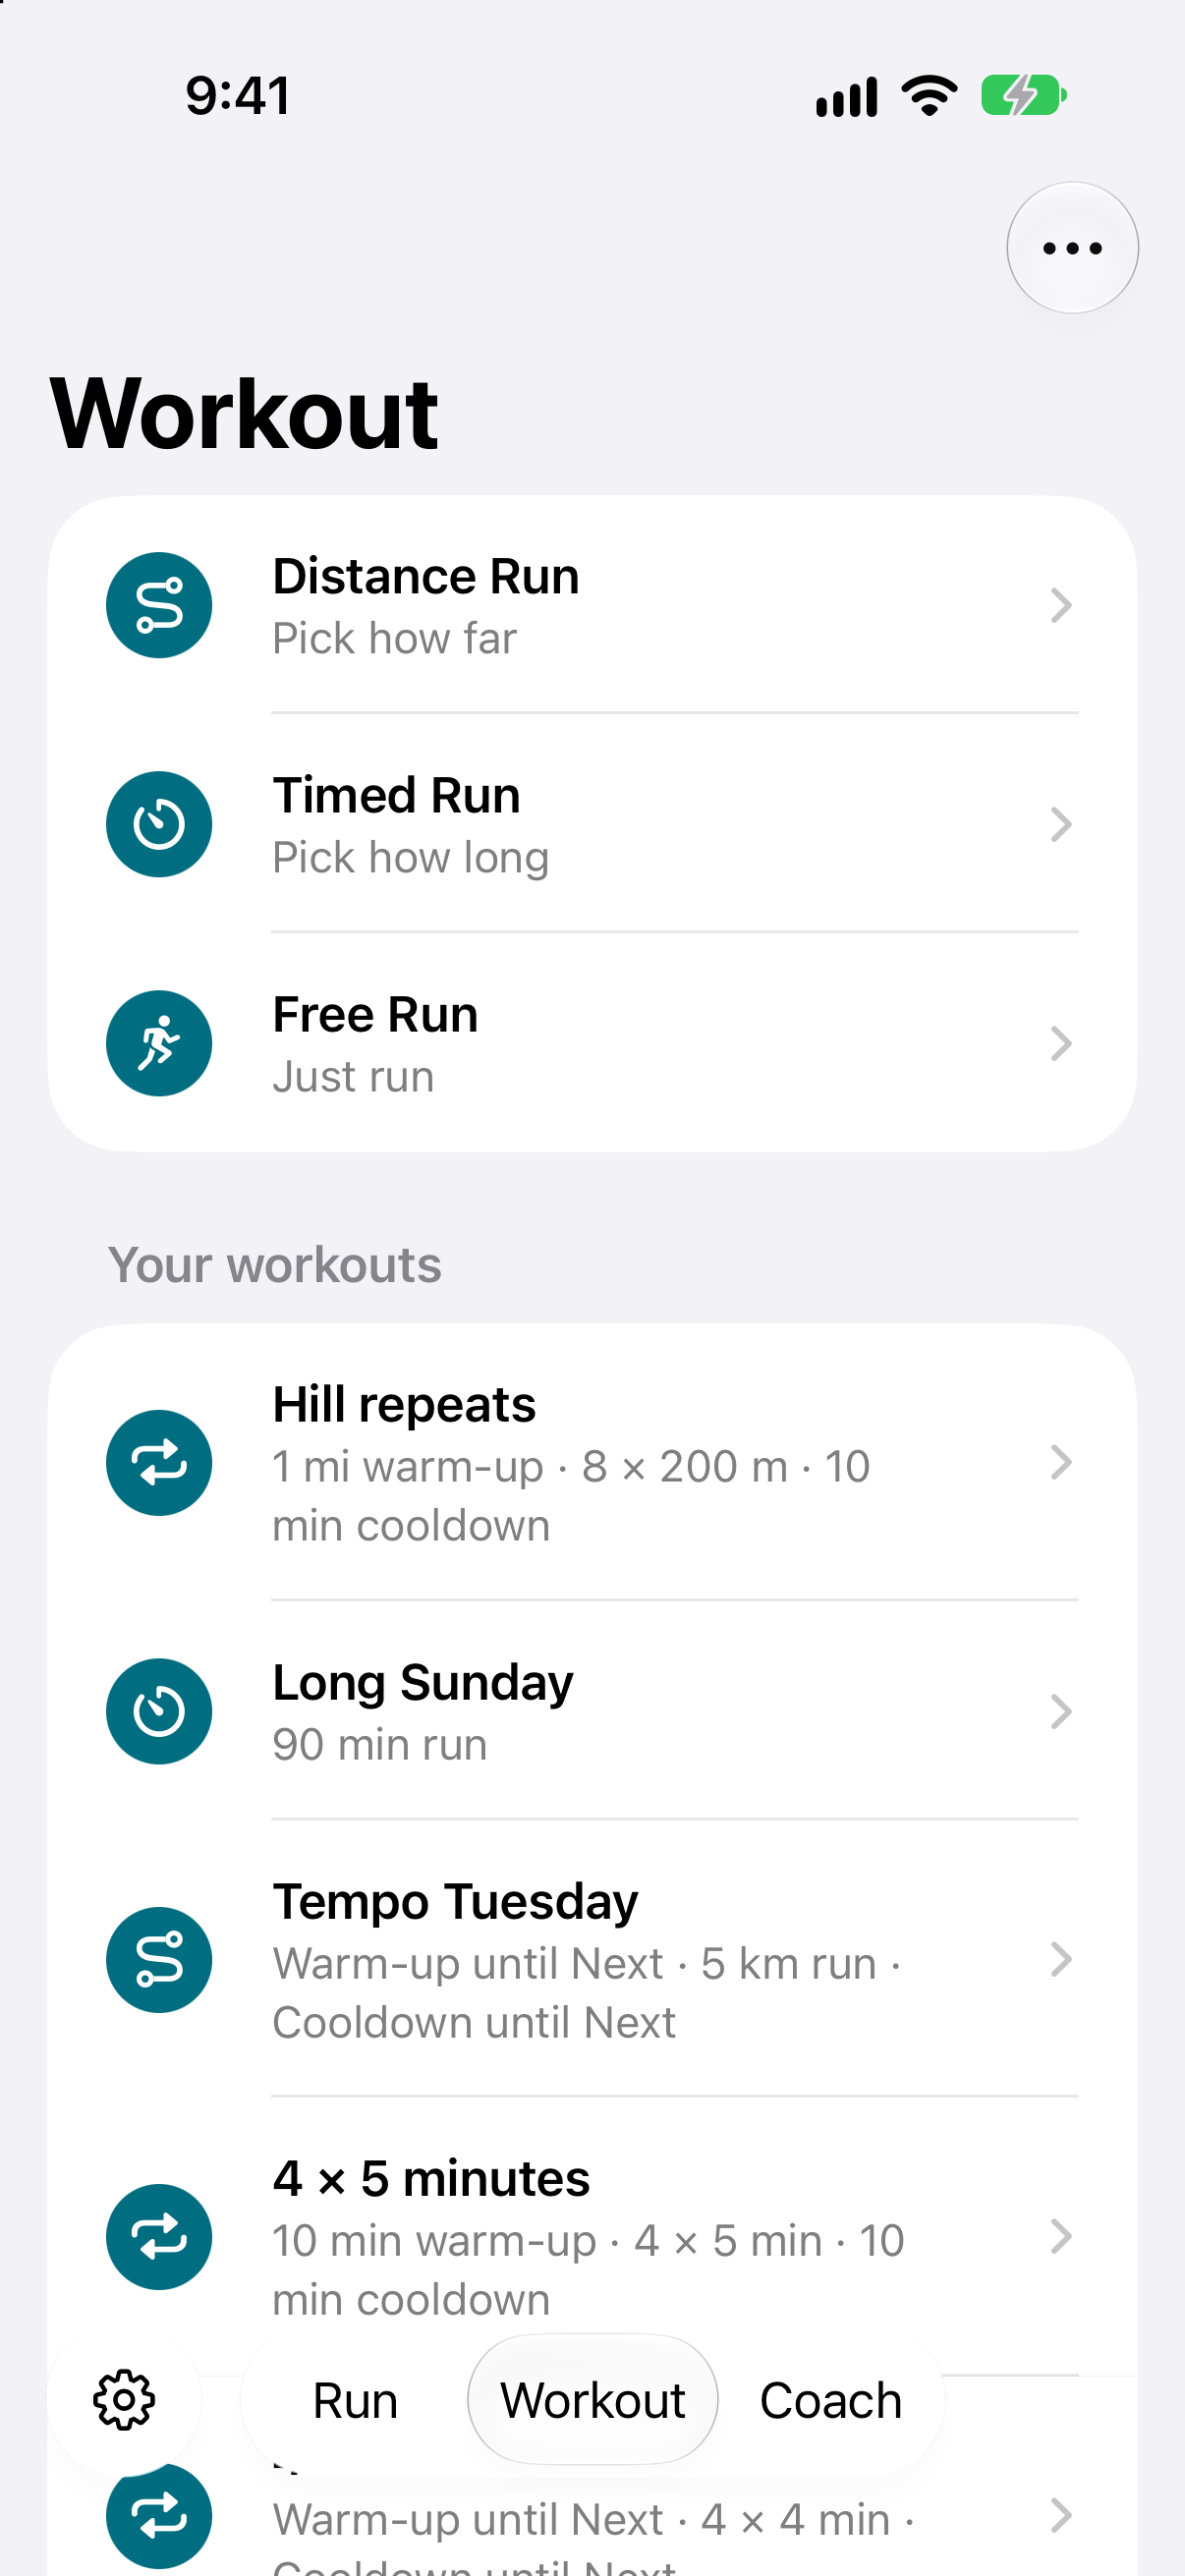 9:41
Workout
Distance Run
Pick how far
Timed Run
Pick how long
Free Run
Just run
Your workouts
Hill repeats
1 mi warm-up · 8 × 200 m · 10
min cooldown
Long Sunday
90 min run
Tempo Tuesday
Warm-up until Next · 5 km run ·
Cooldown until Next
4 × 5 minutes
10 min warm-up · 4 × 5 min · 10
min cooldown
Run Workout Coach
Warm-up until Next · 4 × 4 min ·
Cooldown until Next